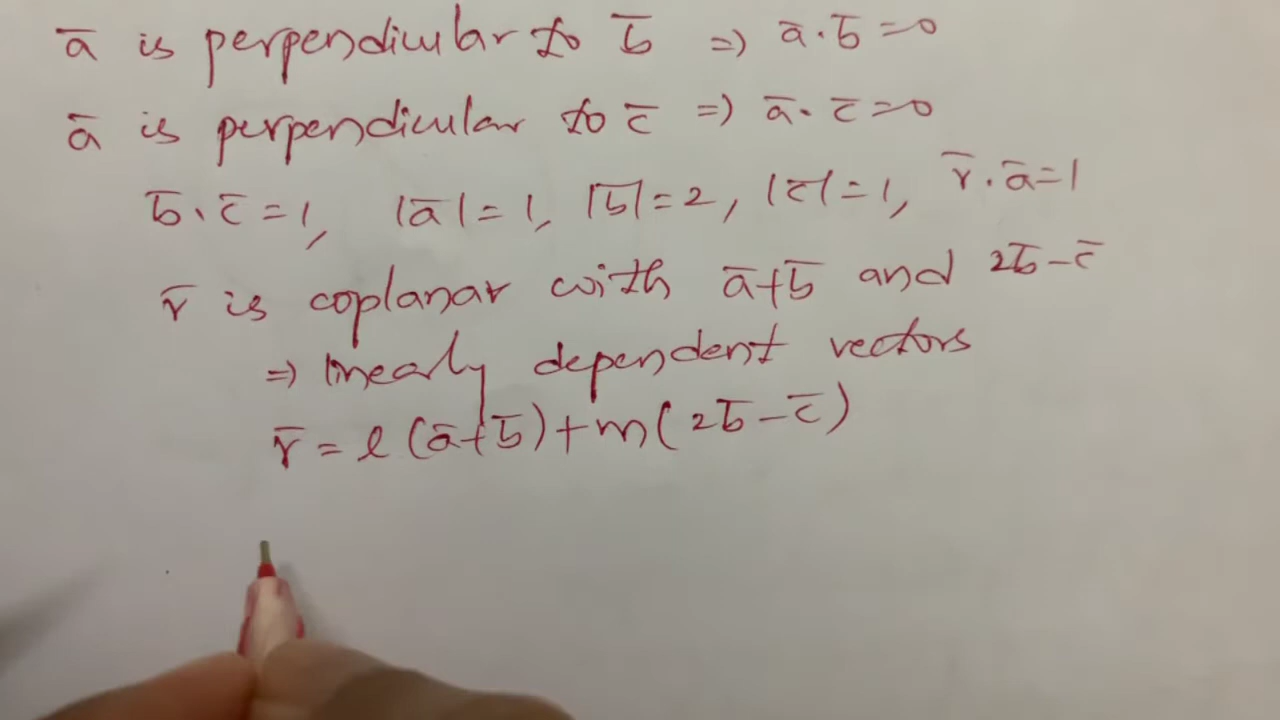 a̅ is perpendicular to b̅ ⇒ a̅·b̅=0
a̅ is perpendicular to c̅ ⇒ a̅·c̅=0
b̅·c̅=1, |a̅|=1, |b̅|=2, |c̅|=1, r̅·a̅=1
r̅ is coplanar with a̅+b̅ and 2b̅-c̅
⇒ linearly dependent vectors
r̅ = l(a̅+b̅)+m(2b̅-c̅)